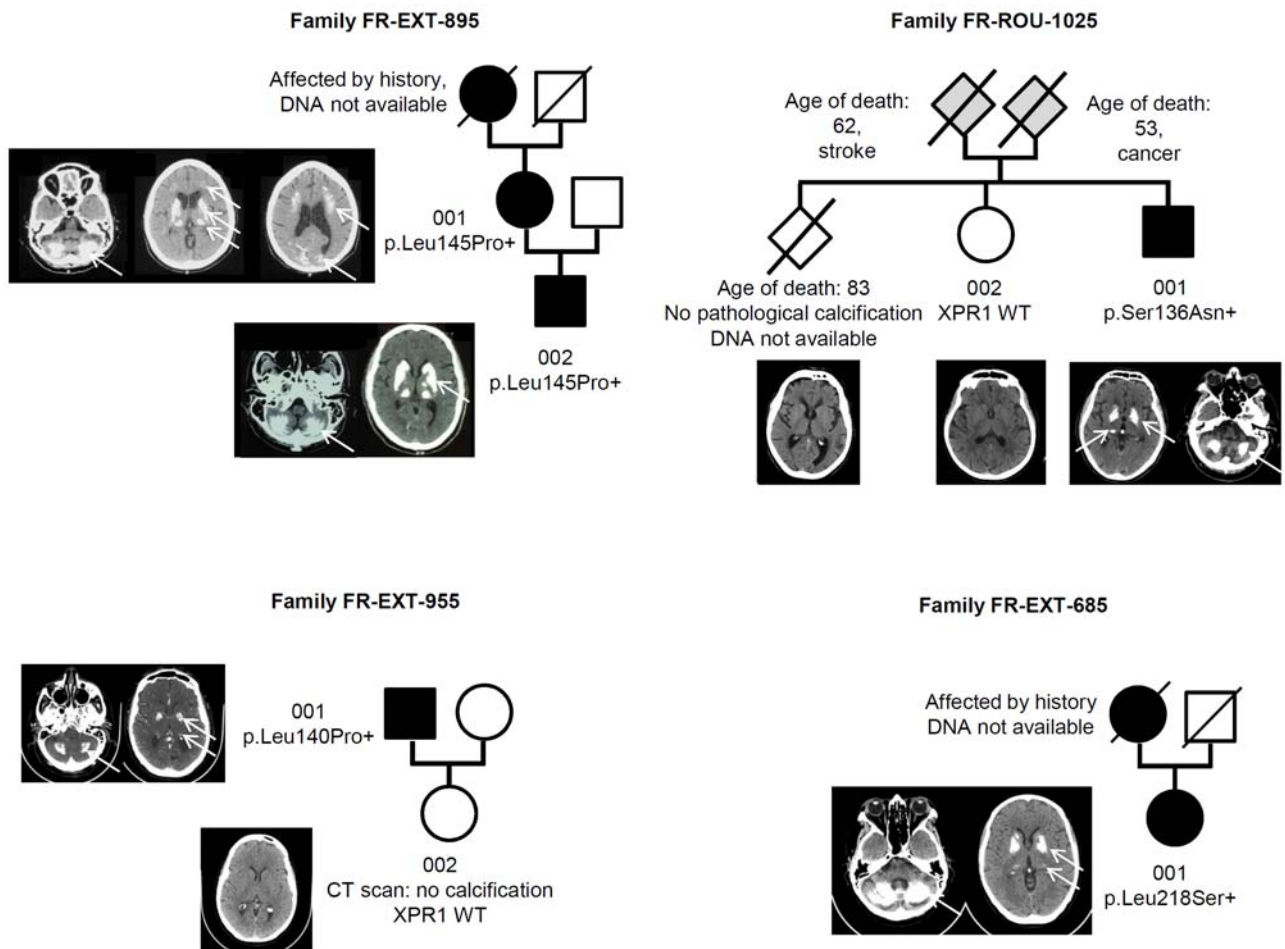 Family FR-EXT-895
Affected by history,
DNA not available
001
p.Leu145Pro+
002
p.Leu145Pro+
Family FR-ROU-1025
Age of death:
62,
stroke
Age of death:
53,
cancer
Age of death: 83
No pathological calcification
DNA not available
002
XPR1 WT
001
p.Ser136Asn+
Family FR-EXT-955
001
p.Leu140Pro+
002
CT scan: no calcification
XPR1 WT
Family FR-EXT-685
Affected by history
DNA not available
001
p.Leu218Ser+